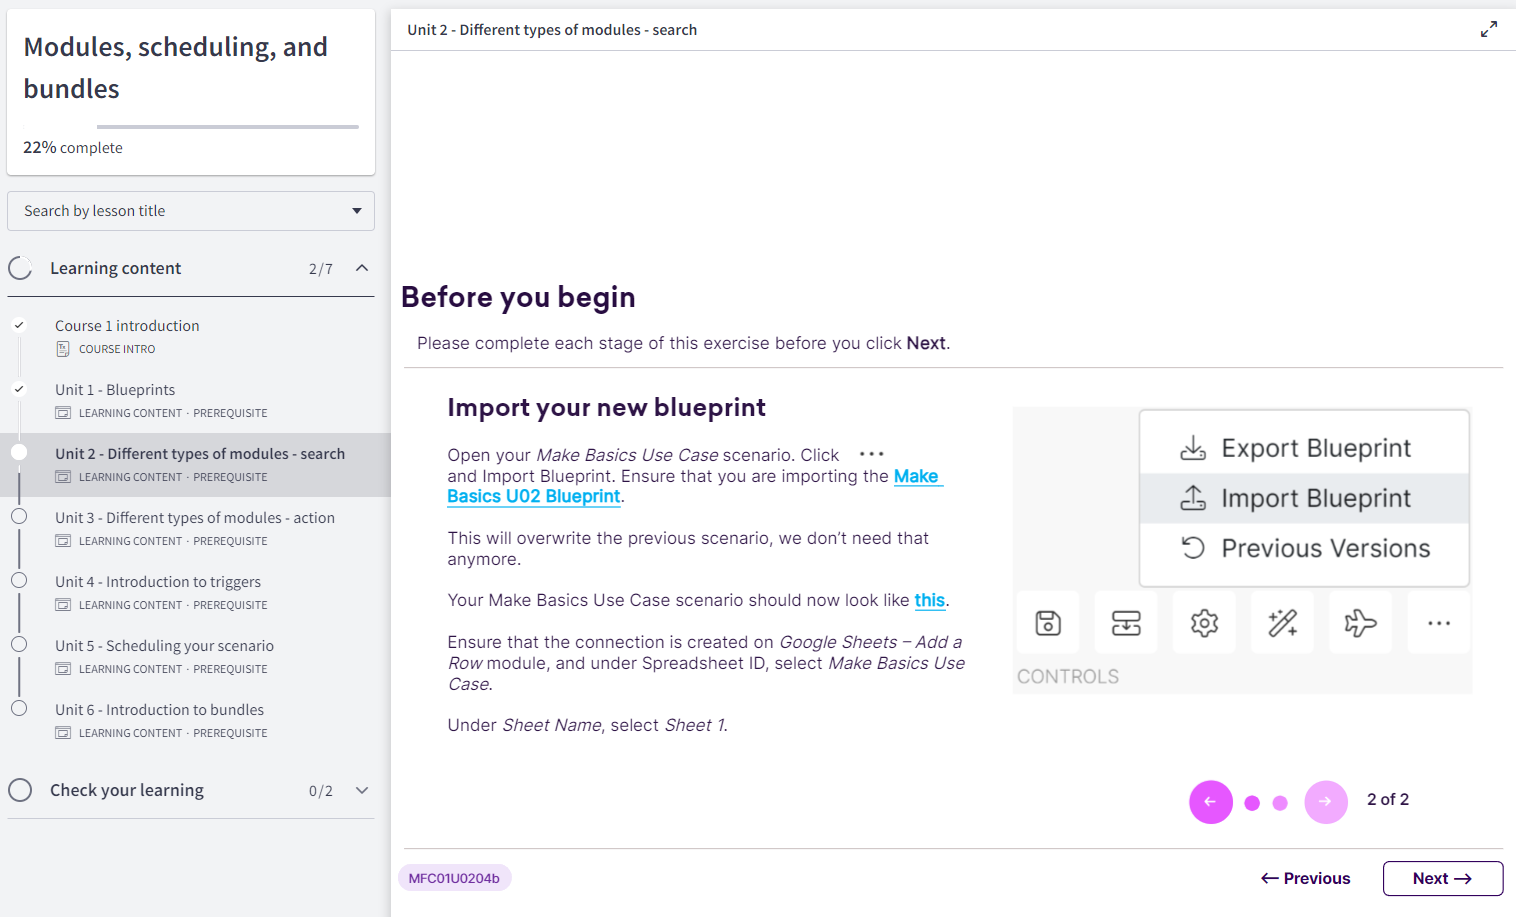 Modules, scheduling, and
bundles
22% complete
Search by lesson title
Learning content 2/7
Course 1 introduction
COURSE INTRO
Unit 1 - Blueprints
LEARNING CONTENT · PREREQUISITE
Unit 2 - Different types of modules - search
LEARNING CONTENT · PREREQUISITE
Unit 3 - Different types of modules - action
LEARNING CONTENT · PREREQUISITE
Unit 4 - Introduction to triggers
LEARNING CONTENT · PREREQUISITE
Unit 5 - Scheduling your scenario
LEARNING CONTENT · PREREQUISITE
Unit 6 - Introduction to bundles
LEARNING CONTENT · PREREQUISITE
Check your learning 0/2
Unit 2 - Different types of modules - search
Before you begin
Please complete each stage of this exercise before you click Next.
Import your new blueprint
Open your Make Basics Use Case scenario. Click ...
and Import Blueprint. Ensure that you are importing the Make
Basics U02 Blueprint.
This will overwrite the previous scenario, we don’t need that
anymore.
Your Make Basics Use Case scenario should now look like this.
Ensure that the connection is created on Google Sheets – Add a
Row module, and under Spreadsheet ID, select Make Basics Use
Case.
Under Sheet Name, select Sheet 1.
Export Blueprint
Import Blueprint
Previous Versions
CONTROLS
2 of 2
MFC01U0204b
← Previous
Next →